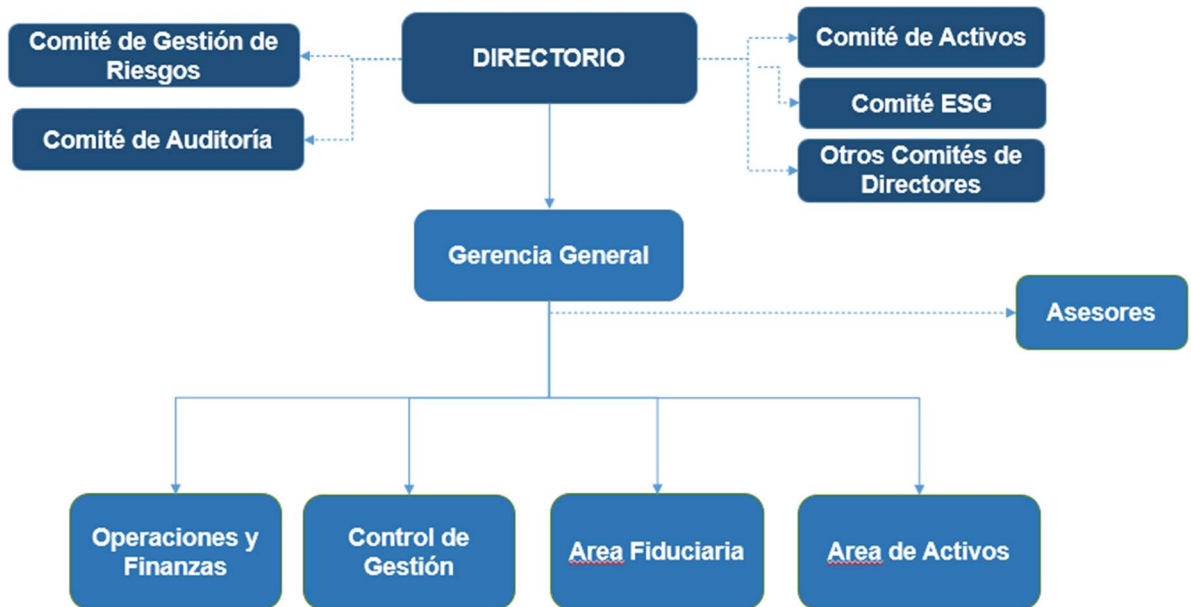 Comité de Gestión de
Riesgos
DIRECTORIO
Comité de Activos
Comité ESG
Comité de Auditoría
Otros Comités de
Directores
Gerencia General
Asesores
Operaciones y
Finanzas
Control de
Gestión
Area Fiduciaria
Area de Activos